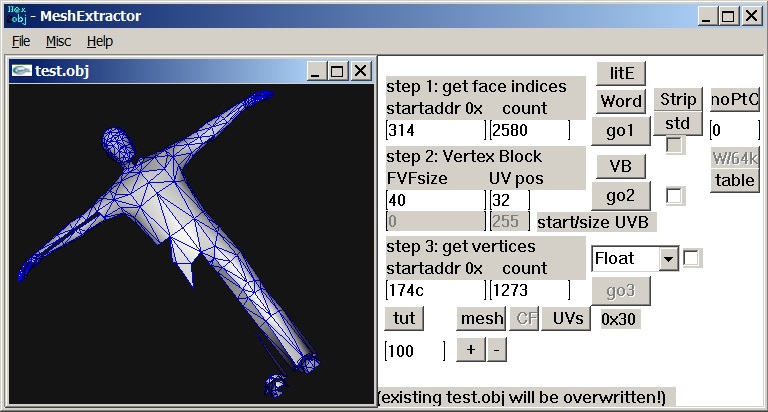 Hex obj - MeshExtractor
File Misc Help
test.obj
litE
step 1: get face indices
startaddr 0x count
Word Strip noPtC
314 2580 go1 std 0
step 2: Vertex Block
VB W/64k
FVFsize UV pos
table
40 32 go2
0 255 start/size UVB
step 3: get vertices
Float
startaddr 0x count
174c 1273 go3
tut mesh CF UVs 0x30
100 + -
(existing test.obj will be overwritten!)